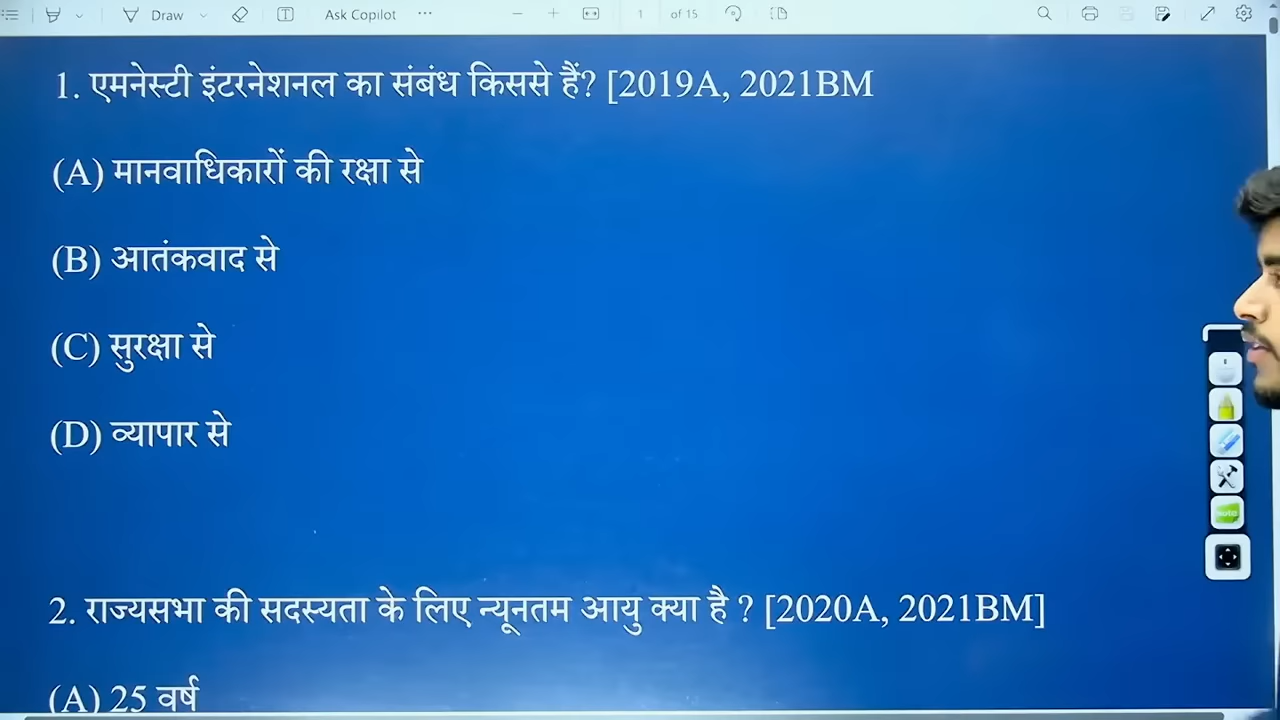 Draw
Ask Copilot
1 of 15
1. एमनेस्टी इंटरनेशनल का संबंध किससे हैं? [2019A, 2021BM
(A) मानवाधिकारों की रक्षा से
(B) आतंकवाद से
(C) सुरक्षा से
(D) व्यापार से
Note
2. राज्यसभा की सदस्यता के लिए न्यूनतम आयु क्या है ? [2020A, 2021BM]
(A) 25 वर्ष